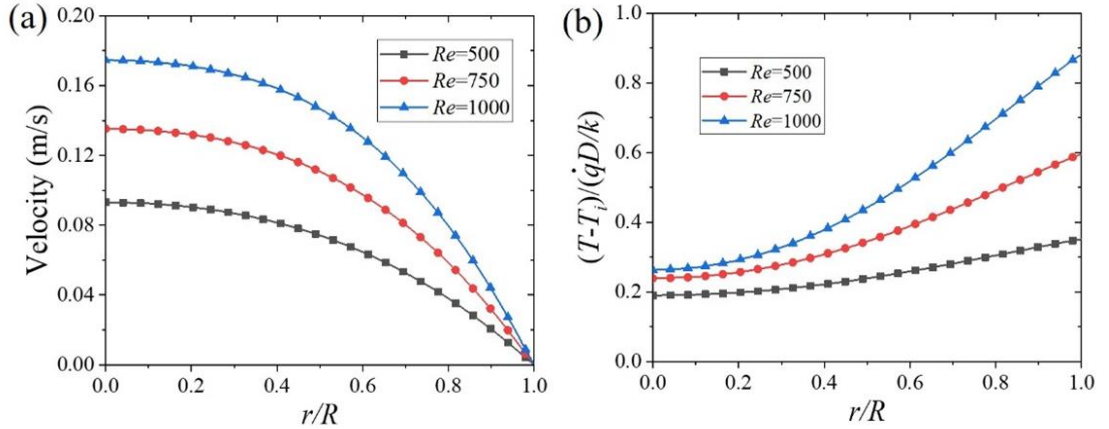 (a)
Velocity (m/s)
0.20
0.16
0.12
0.08
0.04
0.00
Re=500
Re=750
Re=1000
0.0 0.2 0.4 0.6 0.8 1.0
r/R
(b)
(T-Ti)/(q̇D/k)
1.0
0.8
0.6
0.4
0.2
0.0
Re=500
Re=750
Re=1000
0.0 0.2 0.4 0.6 0.8 1.0
r/R